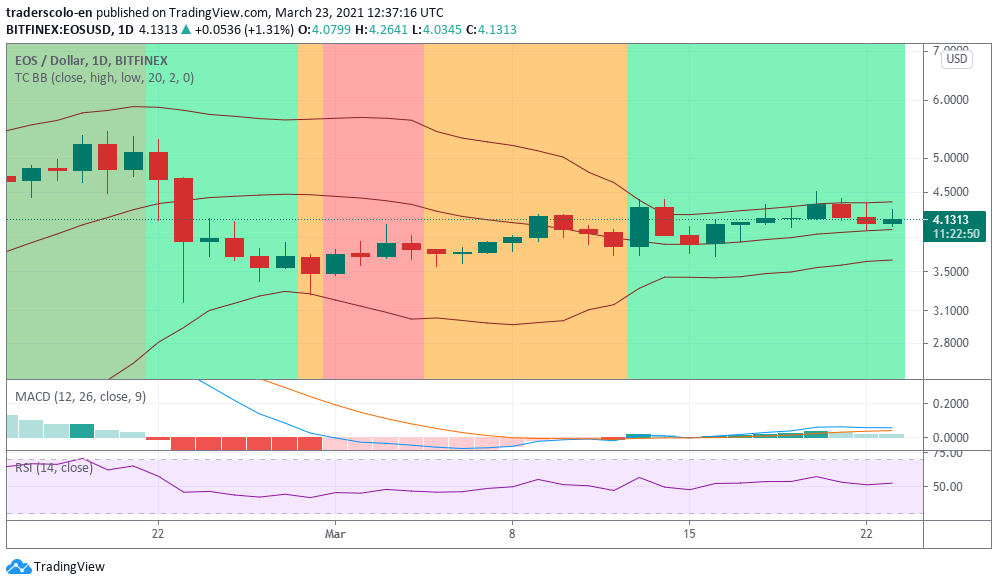 traderscolo-en published on TradingView.com, March 23, 2021 12:37:16 UTC
BITFINEX:EOSUSD, 1D 4.1313 ▲ +0.0536 (+1.31%) O:4.0799 H:4.2641 L:4.0345 C:4.1313
EOS / Dollar, 1D, BITFINEX
TC BB (close, high, low, 20, 2, 0)
7.0000
USD
6.0000
5.0000
4.5000
4.1313
11:22:50
3.5000
3.1000
2.8000
MACD (12, 26, close, 9)
0.2000
0.0000
75.00
RSI (14, close)
50.00
22 Mar 8 15 22
TradingView